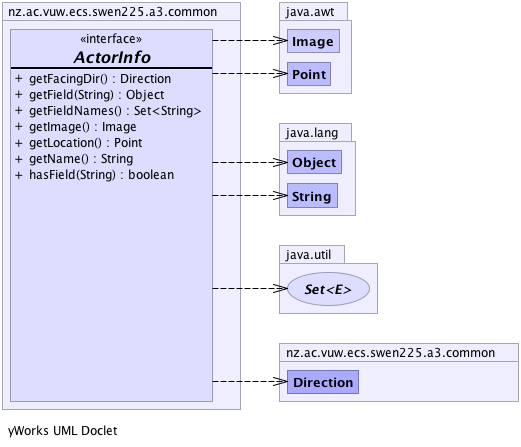 nz.ac.vuw.ecs.swen225.a3.common
«interface»
ActorInfo
+ getFacingDir() : Direction
+ getField(String) : Object
+ getFieldNames() : Set<String>
+ getImage() : Image
+ getLocation() : Point
+ getName() : String
+ hasField(String) : boolean
java.awt
Image
Point
java.lang
Object
String
java.util
Set<E>
nz.ac.vuw.ecs.swen225.a3.common
Direction
yWorks UML Doclet